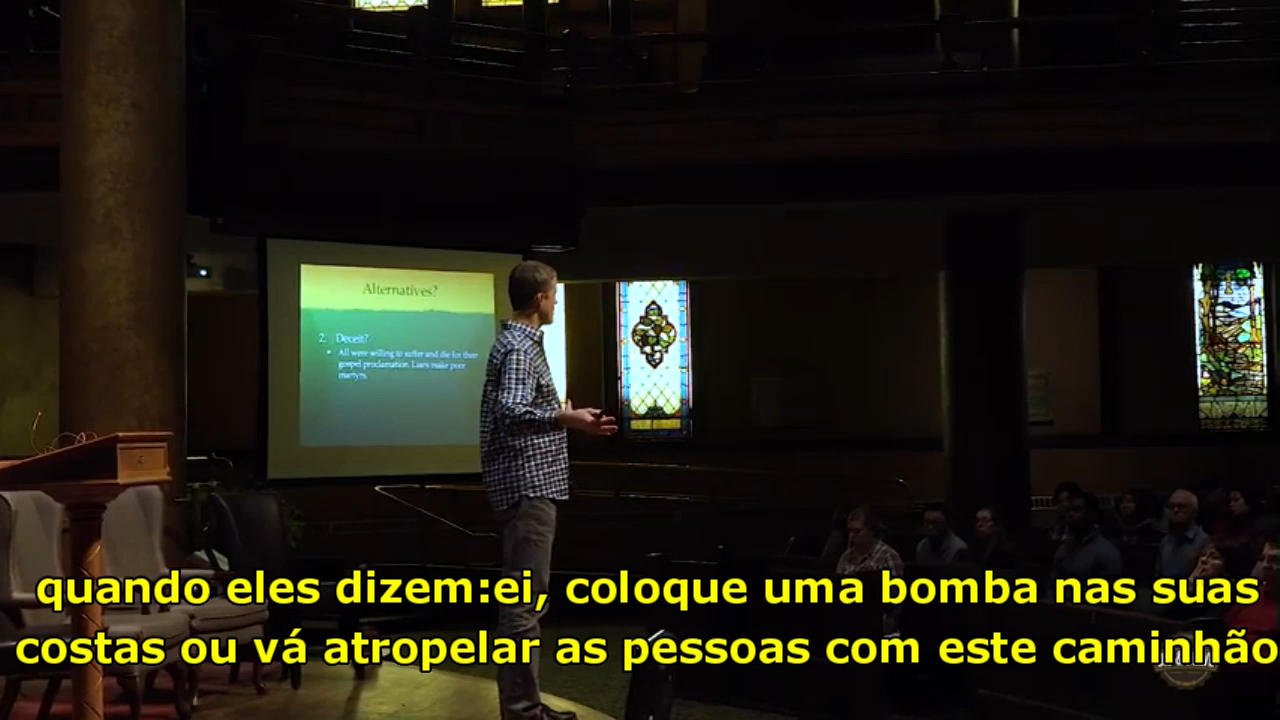 Alternatives?
2. Deceit?
• All were willing to suffer and die for their
gospel proclamation. Liars make poor
martyrs.
quando eles dizem:ei, coloque uma bomba nas suas
costas ou vá atropelar as pessoas com este caminhão